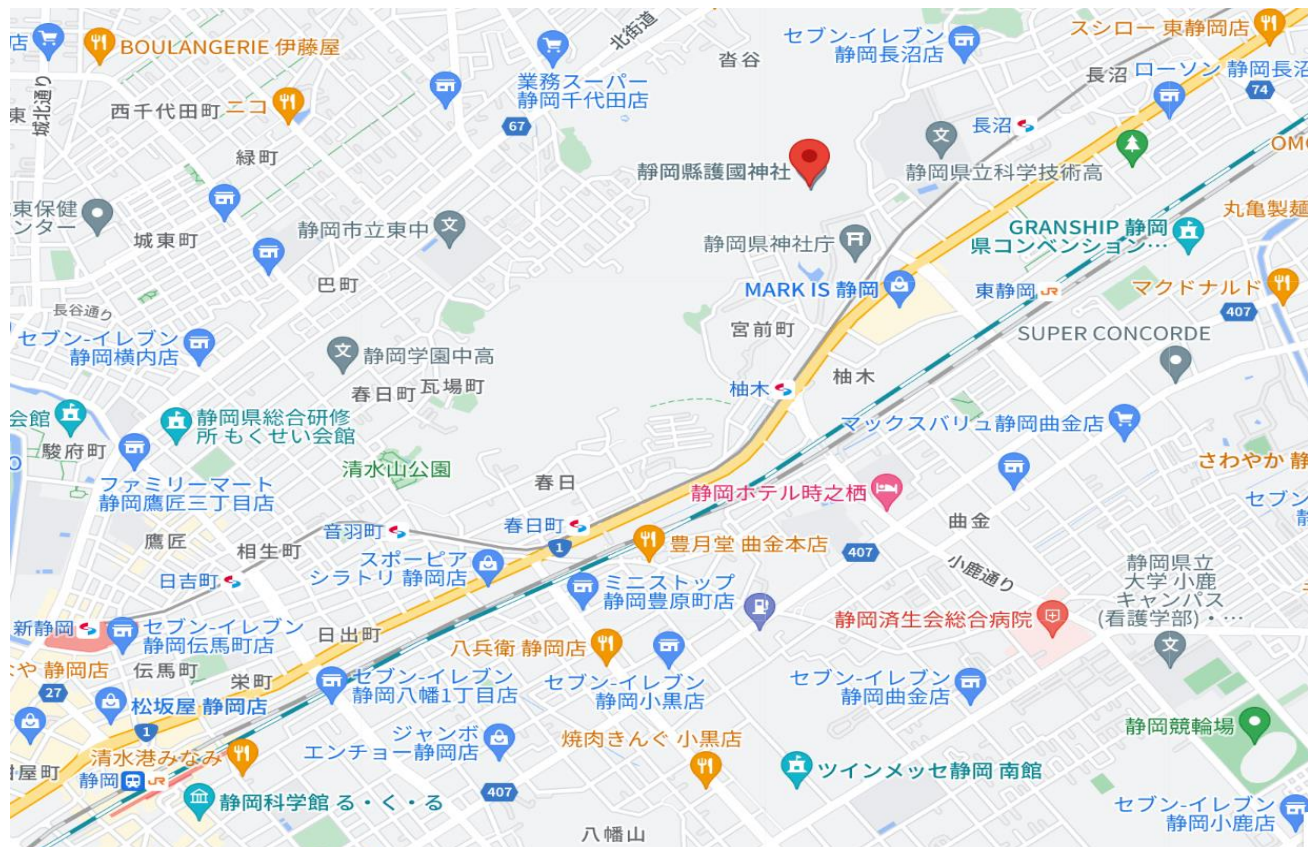 店
BOULANGERIE 伊藤屋
城北通り
東
西千代田町
ニコ
緑町
業務スーパー
静岡千代田店
北街道
67
沓谷
セブン-イレブン
静岡長沼店
スシロー 東静岡店
長沼
ローソン 静岡長沼
74
長沼
静岡県立科学技術高
靜岡縣護國神社
OMO
東保健
ンター
城東町
静岡市立東中
巴町
長谷通り
静岡県神社庁
GRANSHIP 静岡
県コンベンション…
丸亀製麺
MARK IS 静岡
東静岡
JR
マクドナルド
407
セブン-イレブン
静岡横内店
静岡学園中高
春日町
瓦場町
宮前町
SUPER CONCORDE
柚木
柚木
会館
静岡県総合研修
所 もくせい会館
駿府町
マックスバリュ静岡曲金店
清水山公園
さわやか 静
ファミリーマート
静岡鷹匠三丁目店
春日
静岡ホテル時之栖
セブ
鷹匠
相生町
音羽町
春日町
1
豊月堂 曲金本店
407
曲金
小鹿通り
日吉町
スポーピア
シラトリ 静岡店
ミニストップ
静岡豊原町店
静岡県立
大学 小鹿
キャンパス
(看護学部)・…
新静岡
セブン-イレブン
静岡伝馬町店
日出町
八兵衛 静岡店
静岡済生会総合病院
なや 静岡店
伝馬町
栄町
27
松坂屋 静岡店
セブン-イレブン
静岡八幡1丁目店
セブン-イレブン
静岡小黒店
セブン-イレブン
静岡曲金店
1
清水港みなみ
ジャンボ
エンチョー静岡店
焼肉きんぐ 小黒店
静岡競輪場
屋町
静岡
JR
静岡科学館 る・く・る
407
ツインメッセ静岡 南館
八幡山
セブン-イレブン
静岡小鹿店